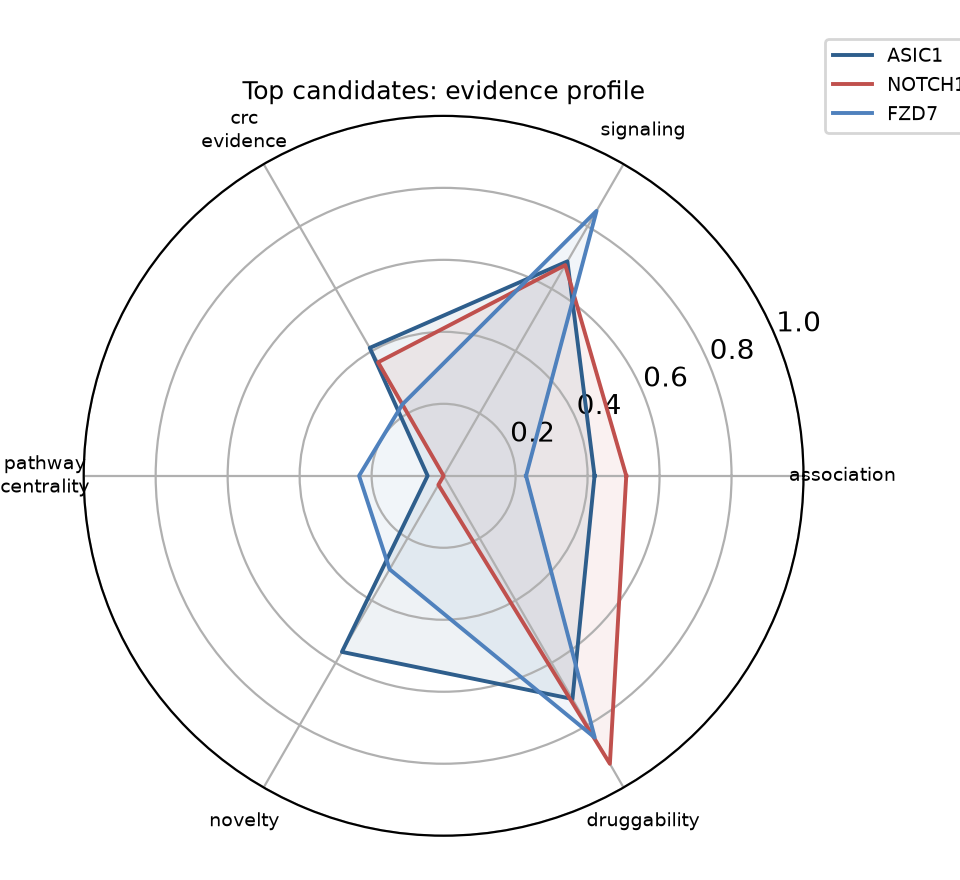 ASIC1
NOTCH1
FZD7
Top candidates: evidence profile
crc
evidence
signaling
1.0
0.8
0.6
0.4
0.2
pathway
centrality
association
novelty
druggability